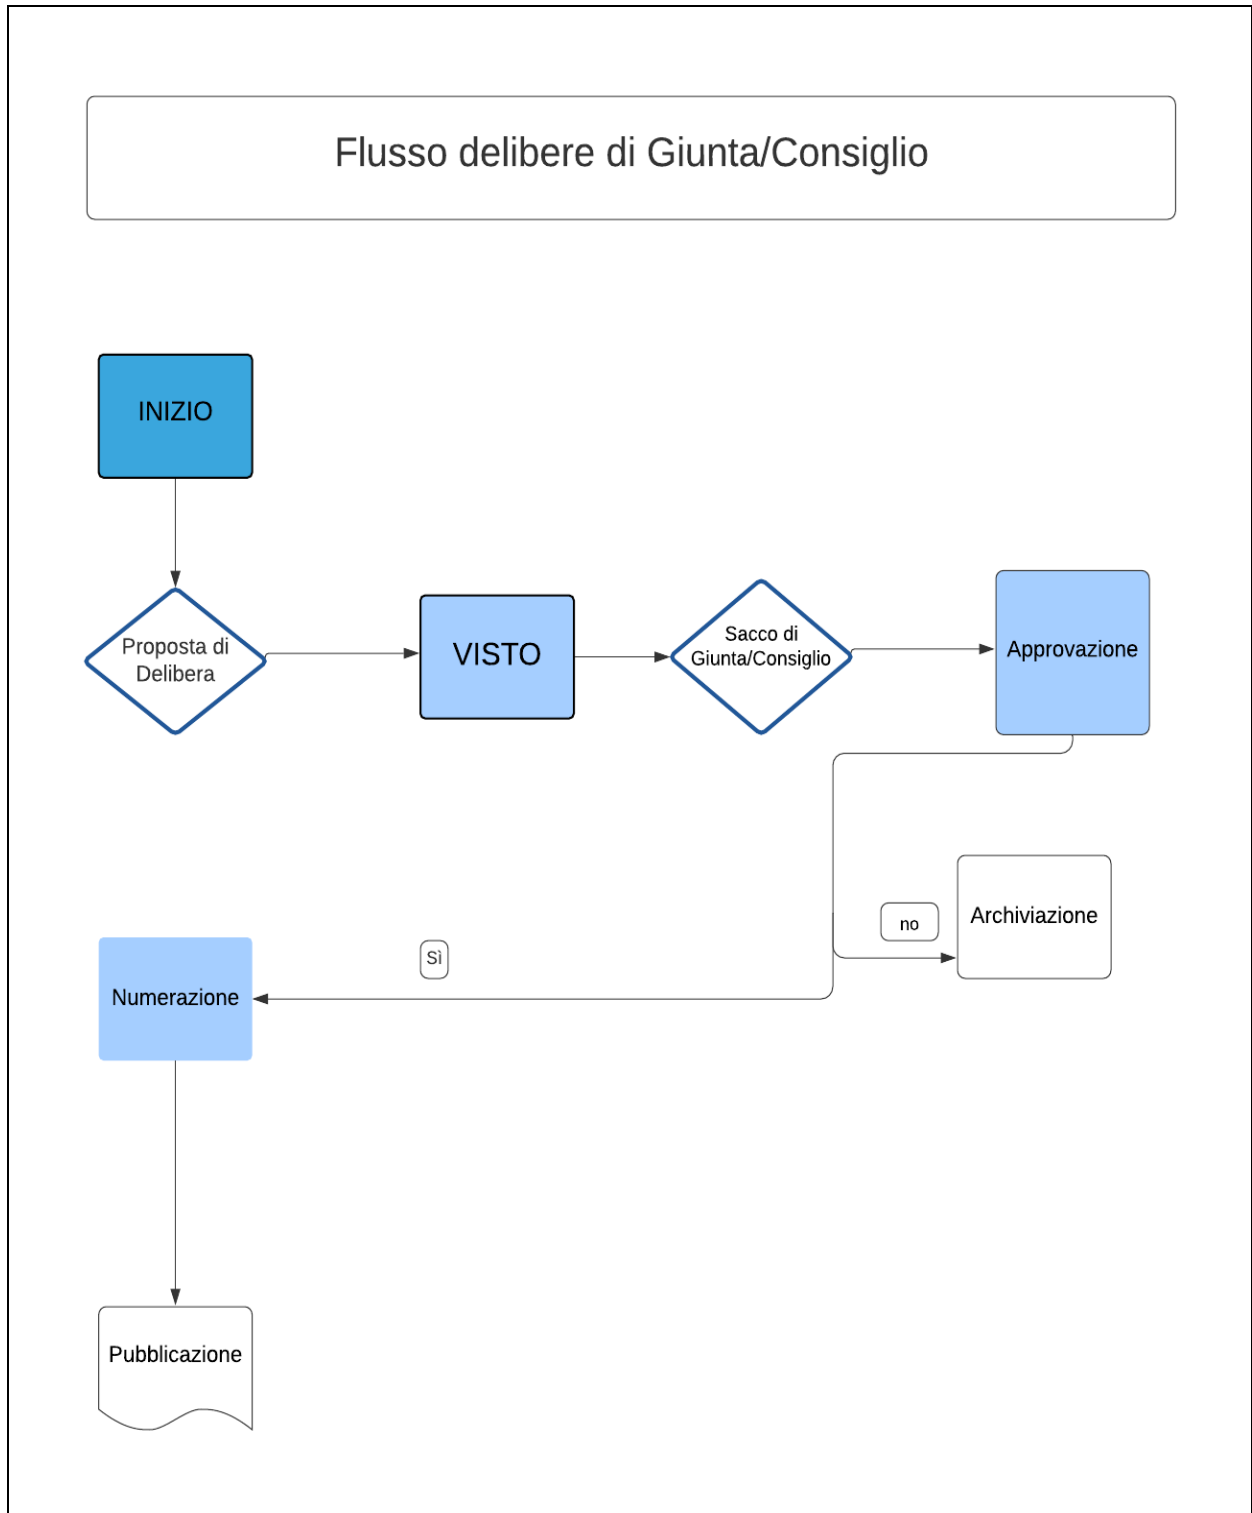 Flusso delibere di Giunta/Consiglio
INIZIO
Proposta di
Delibera
VISTO
Sacco di
Giunta/Consiglio
Approvazione
no
Archiviazione
Sì
Numerazione
Pubblicazione